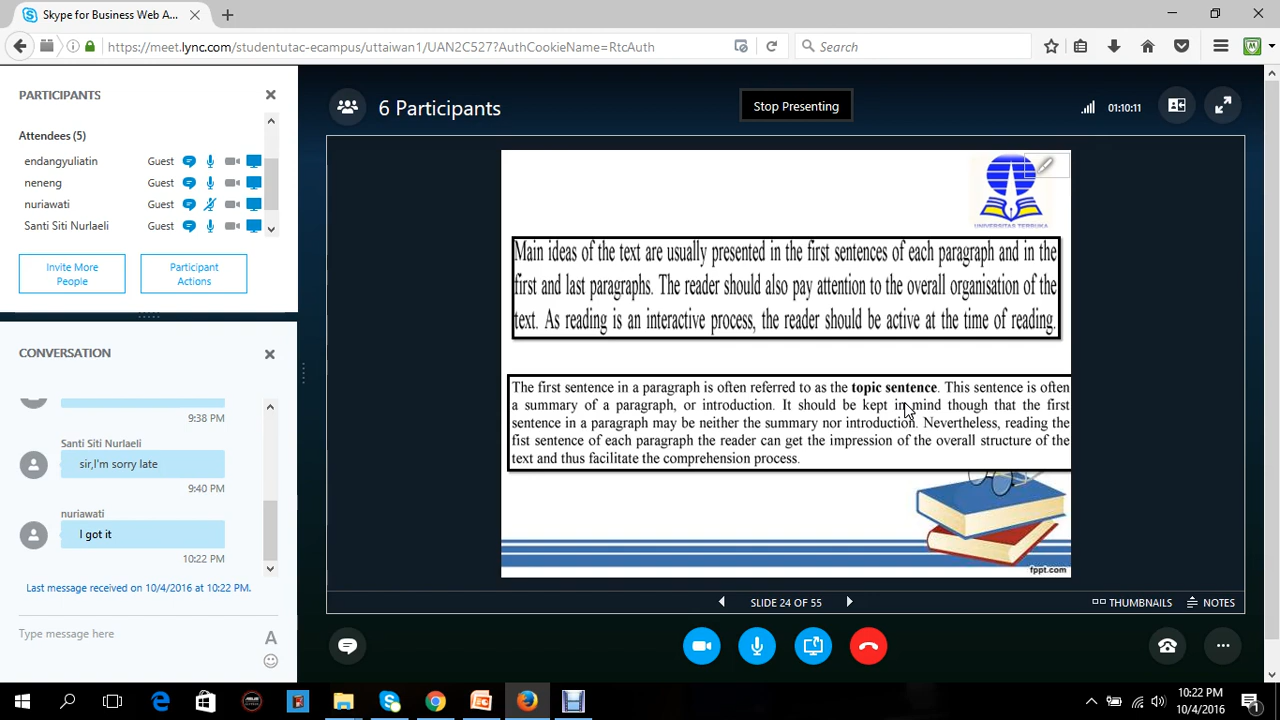 Skype for Business Web A...
https://meet.lync.com/studentutac-ecampus/uttaiwan1/UAN2C527?AuthCookieName=RtcAuth
Search
PARTICIPANTS
Attendees (5)
endangyuliatin Guest
neneng Guest
nuriawati Guest
Santi Siti Nurlaeli Guest
Invite More
People
Participant
Actions
CONVERSATION
9:38 PM
Santi Siti Nurlaeli
sir,I'm sorry late
9:40 PM
nuriawati
I got it
10:22 PM
Last message received on 10/4/2016 at 10:22 PM.
Type message here
A
6 Participants
Stop Presenting
01:10:11
UNIVERSITAS TERBUKA
Main ideas of the text are usually presented in the first sentences of each paragraph and in the
first and last paragraphs. The reader should also pay attention to the overall organisation of the
text. As reading is an interactive process, the reader should be active at the time of reading.
The first sentence in a paragraph is often referred to as the topic sentence. This sentence is often
a summary of a paragraph, or introduction. It should be kept in mind though that the first
sentence in a paragraph may be neither the summary nor introduction. Nevertheless, reading the
fist sentence of each paragraph the reader can get the impression of the overall structure of the
text and thus facilitate the comprehension process.
fppt.com
SLIDE 24 OF 55
THUMBNAILS
NOTES
10:22 PM
10/4/2016